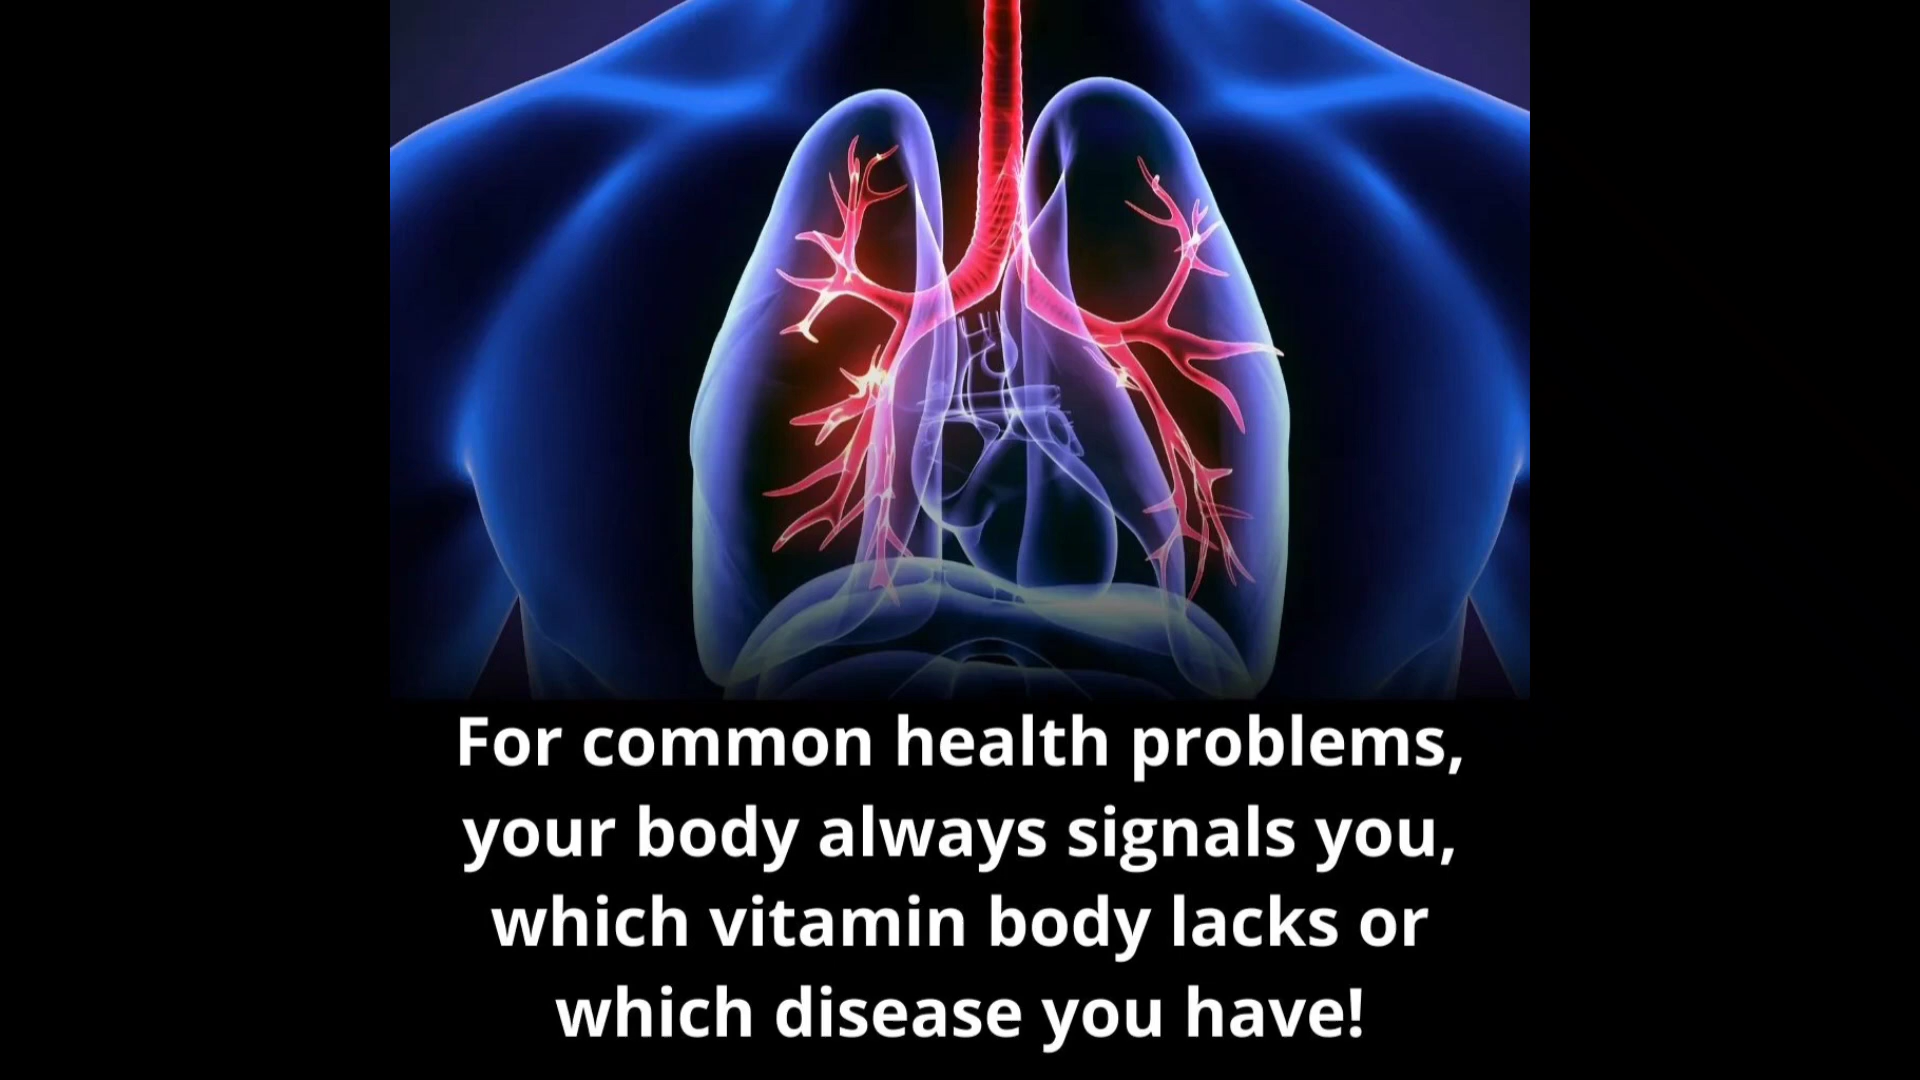 For common health problems,
your body always signals you,
which vitamin body lacks or
which disease you have!